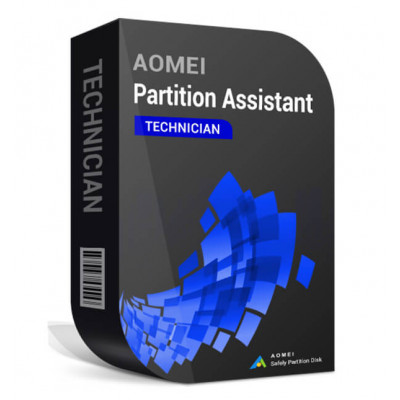 TECHNICIAN
AOMEI
Partition Assistant
TECHNICIAN
AOMEI
Safely Partition Disk